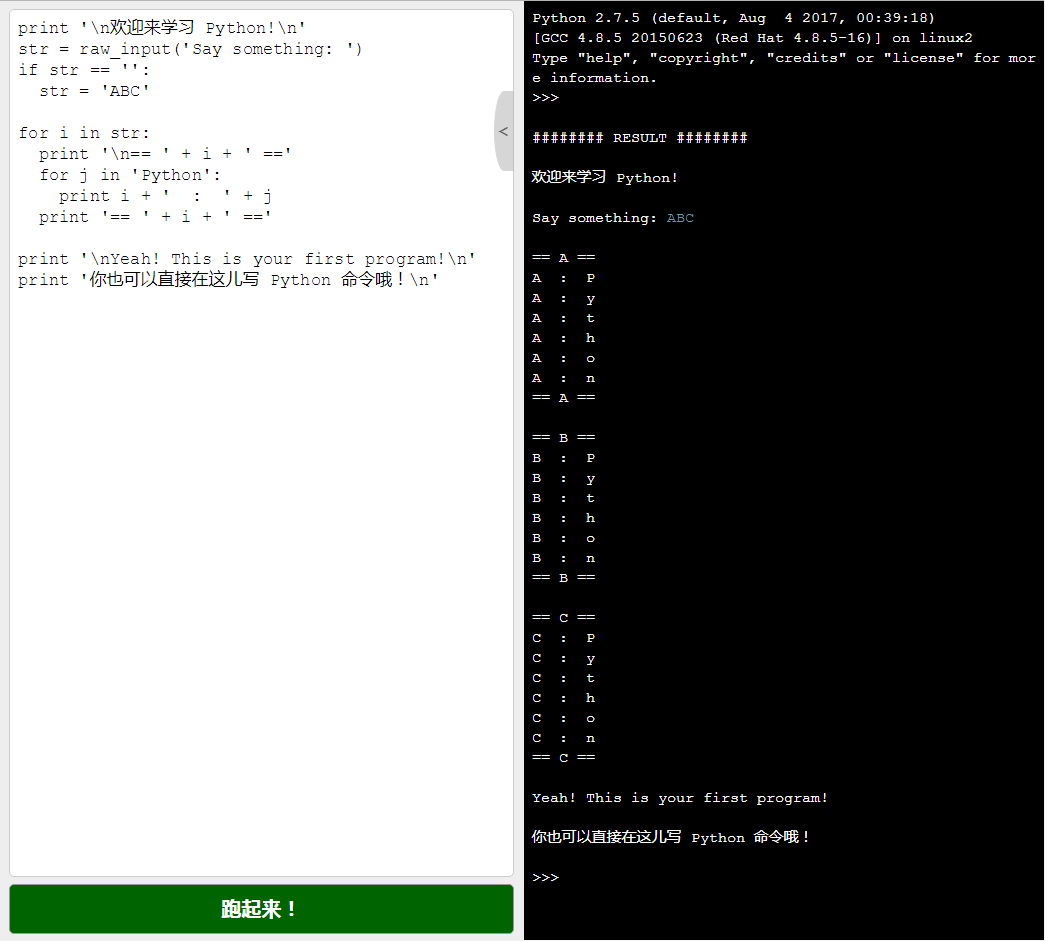 print '\n欢迎来学习 Python!\n'
str = raw_input('Say something: ')
if str == '':
  str = 'ABC'

for i in str:
  print '\n== ' + i + ' =='
  for j in 'Python':
    print i + '  :  ' + j
  print '== ' + i + ' =='

print '\nYeah! This is your first program!\n'
print '你也可以直接在这儿写 Python 命令哦！\n'
<
跑起来！
Python 2.7.5 (default, Aug  4 2017, 00:39:18)
[GCC 4.8.5 20150623 (Red Hat 4.8.5-16)] on linux2
Type "help", "copyright", "credits" or "license" for mor
e information.
>>>

######## RESULT ########

欢迎来学习 Python!

Say something: ABC

== A ==
A  :  P
A  :  y
A  :  t
A  :  h
A  :  o
A  :  n
== A ==

== B ==
B  :  P
B  :  y
B  :  t
B  :  h
B  :  o
B  :  n
== B ==

== C ==
C  :  P
C  :  y
C  :  t
C  :  h
C  :  o
C  :  n
== C ==

Yeah! This is your first program!

你也可以直接在这儿写 Python 命令哦！

>>>